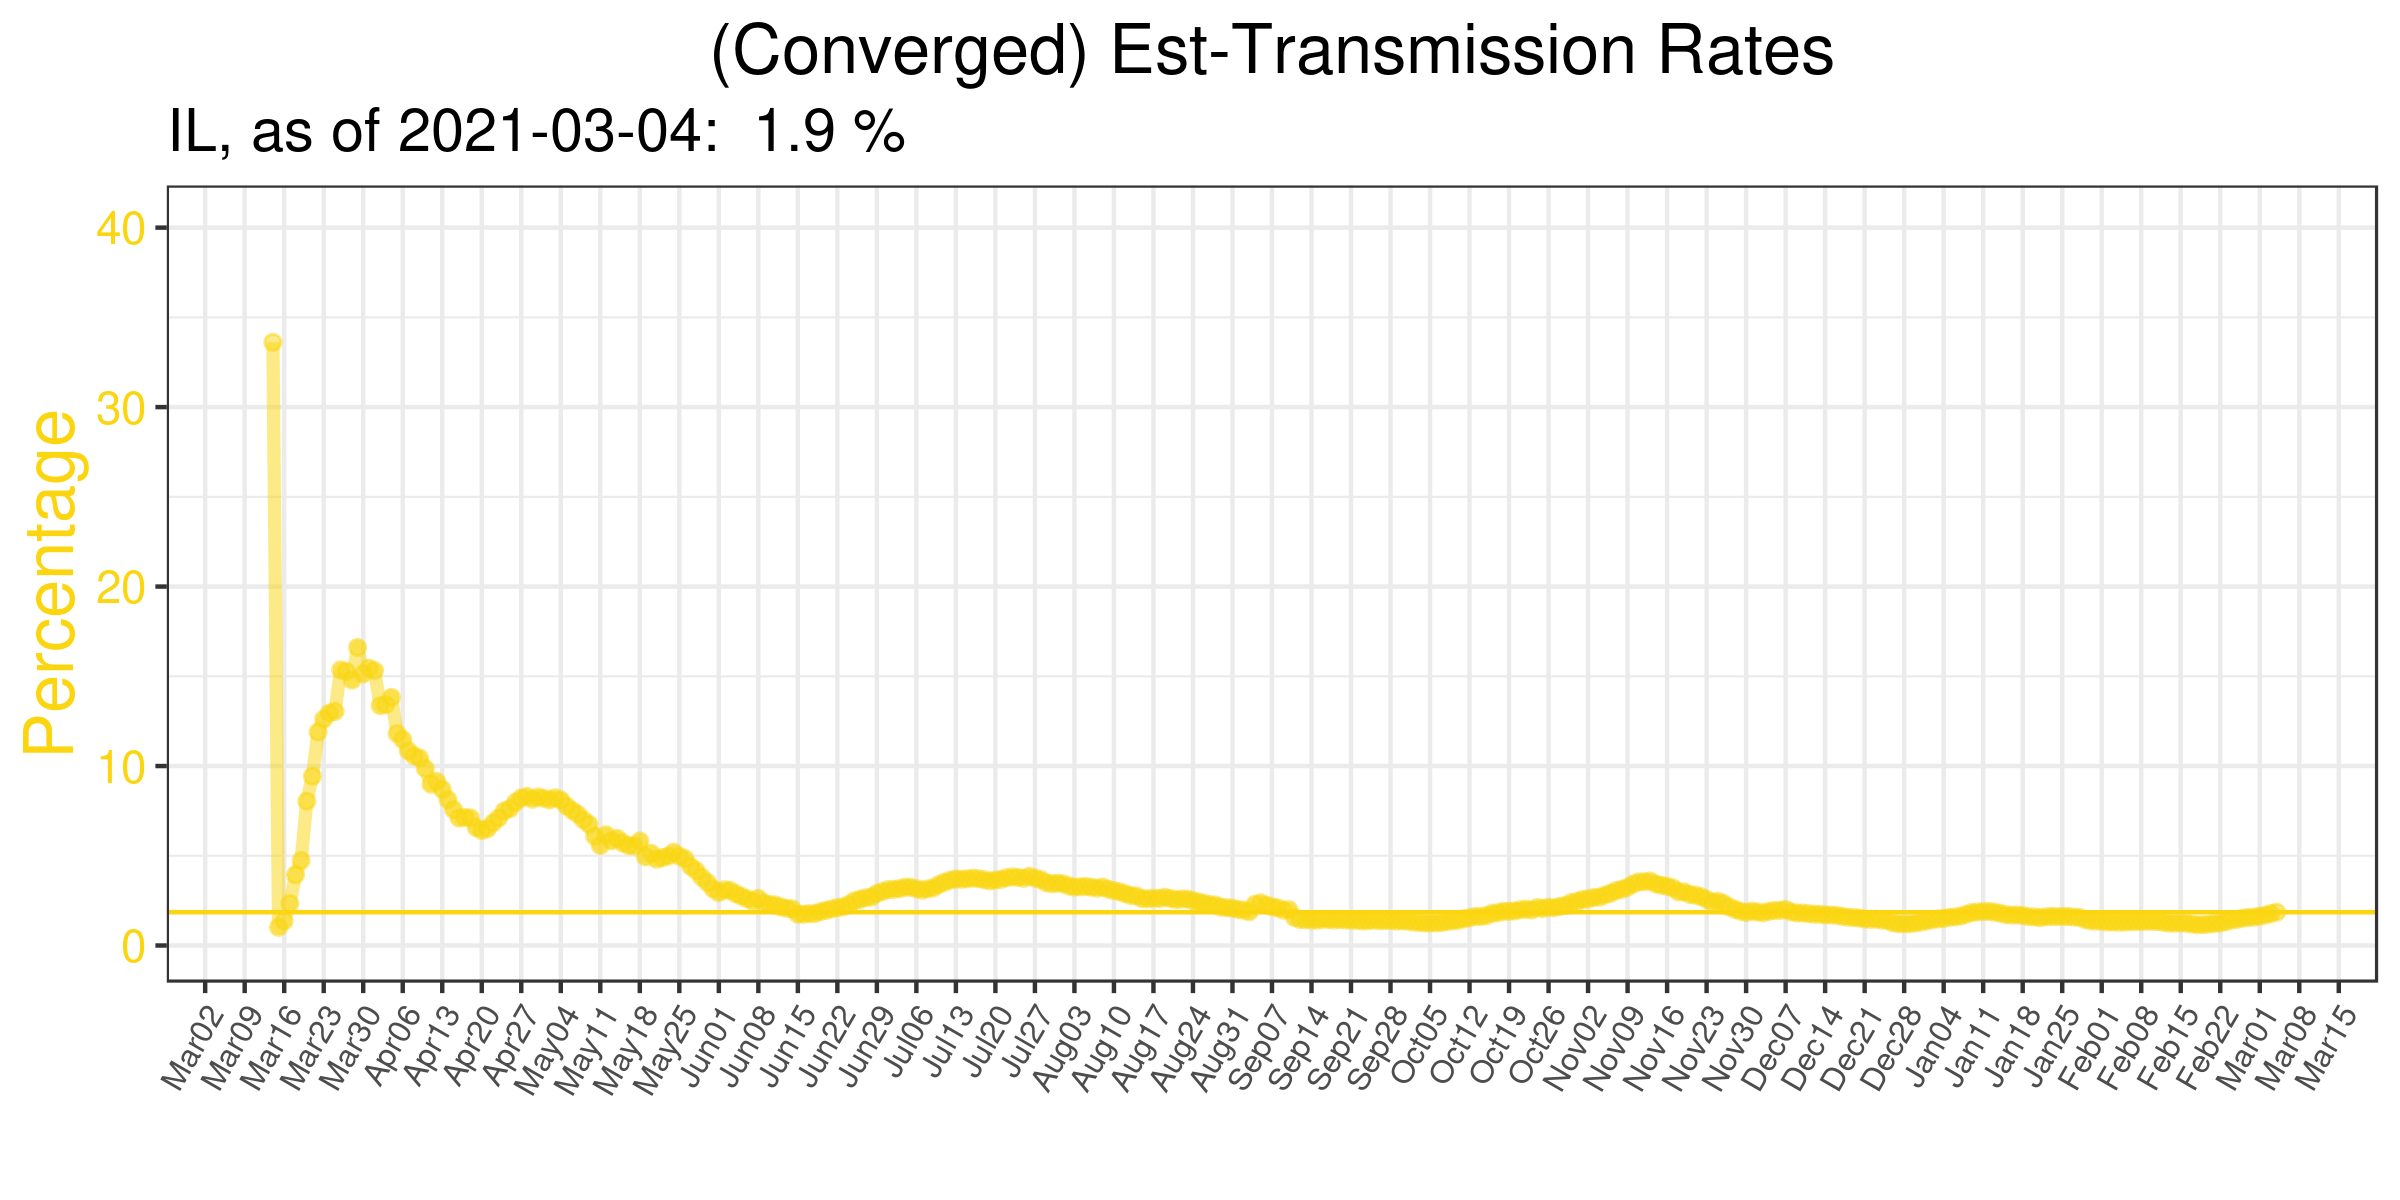 (Converged) Est-Transmission Rates
IL, as of 2021-03-04:  1.9 %
Percentage
40
30
20
10
0
Mar02
Mar09
Mar16
Mar23
Mar30
Apr06
Apr13
Apr20
Apr27
May04
May11
May18
May25
Jun01
Jun08
Jun15
Jun22
Jun29
Jul06
Jul13
Jul20
Jul27
Aug03
Aug10
Aug17
Aug24
Aug31
Sep07
Sep14
Sep21
Sep28
Oct05
Oct12
Oct19
Oct26
Nov02
Nov09
Nov16
Nov23
Nov30
Dec07
Dec14
Dec21
Dec28
Jan04
Jan11
Jan18
Jan25
Feb01
Feb08
Feb15
Feb22
Mar01
Mar08
Mar15